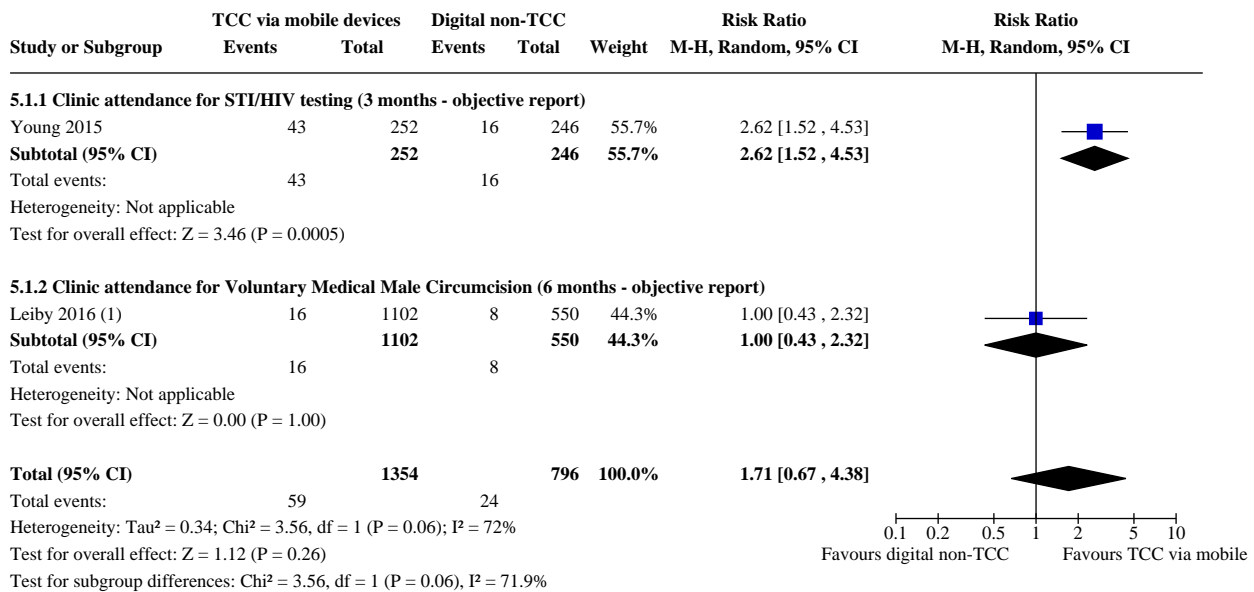 TCC via mobile devices Digital non-TCC Risk Ratio Risk Ratio
Study or Subgroup Events Total Events Total Weight M-H, Random, 95% CI M-H, Random, 95% CI
5.1.1 Clinic attendance for STI/HIV testing (3 months - objective report)
Young 2015 43 252 16 246 55.7% 2.62 [1.52 , 4.53]
Subtotal (95% CI) 252 246 55.7% 2.62 [1.52 , 4.53]
Total events: 43 16
Heterogeneity: Not applicable
Test for overall effect: Z = 3.46 (P = 0.0005)
5.1.2 Clinic attendance for Voluntary Medical Male Circumcision (6 months - objective report)
Leiby 2016 (1) 16 1102 8 550 44.3% 1.00 [0.43 , 2.32]
Subtotal (95% CI) 1102 550 44.3% 1.00 [0.43 , 2.32]
Total events: 16 8
Heterogeneity: Not applicable
Test for overall effect: Z = 0.00 (P = 1.00)
Total (95% CI) 1354 796 100.0% 1.71 [0.67 , 4.38]
Total events: 59 24
Heterogeneity: Tau² = 0.34; Chi² = 3.56, df = 1 (P = 0.06); I² = 72%
Test for overall effect: Z = 1.12 (P = 0.26)
Test for subgroup differences: Chi² = 3.56, df = 1 (P = 0.06), I² = 71.9%
0.1 0.2 0.5 1 2 5 10
Favours digital non-TCC Favours TCC via mobile